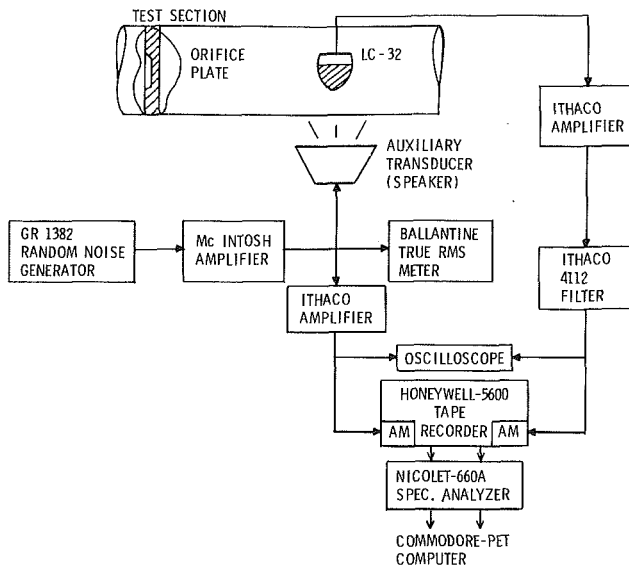 TEST SECTION
ORIFICE
PLATE
LC-32
ITHACO
AMPLIFIER
AUXILIARY
TRANSDUCER
(SPEAKER)
GR 1382
RANDOM NOISE
GENERATOR
Mc INTOSH
AMPLIFIER
BALLANTINE
TRUE RMS
METER
ITHACO
4112
FILTER
ITHACO
AMPLIFIER
OSCILLOSCOPE
HONEYWELL-5600
TAPE
AM RECORDER AM
NICOLET-660A
SPEC. ANALYZER
COMMODORE-PET
COMPUTER